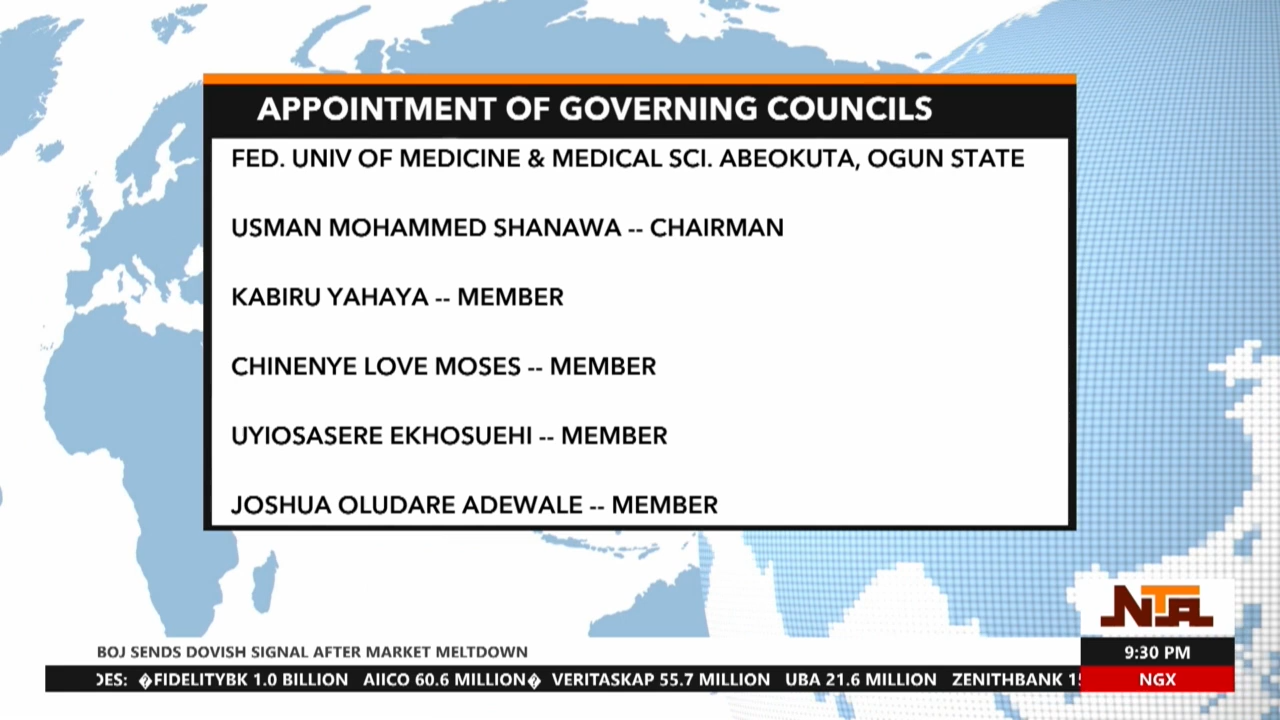 APPOINTMENT OF GOVERNING COUNCILS
FED. UNIV OF MEDICINE & MEDICAL SCI. ABEOKUTA, OGUN STATE
USMAN MOHAMMED SHANAWA -- CHAIRMAN
KABIRU YAHAYA -- MEMBER
CHINENYE LOVE MOSES -- MEMBER
UYIOSASERE EKHOSUEHI -- MEMBER
JOSHUA OLUDARE ADEWALE -- MEMBER
NTA
BOJ SENDS DOVISH SIGNAL AFTER MARKET MELTDOWN
9:30 PM
FIDELITYBK 1.0 BILLION AIICO 60.6 MILLION� VERITASKAP 55.7 MILLION UBA 21.6 MILLION ZENITHBANK
NGX